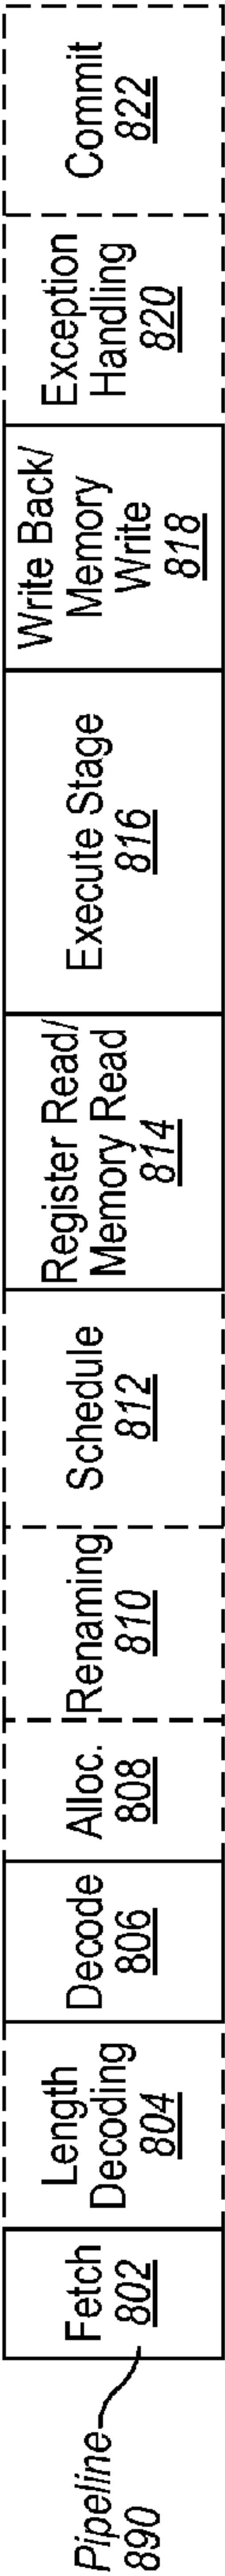 Pipeline
890
Fetch
802
Length
Decoding
804
Decode
806
Alloc.
808
Renaming
810
Schedule
812
Register Read/
Memory Read
814
Execute Stage
816
Write Back/
Memory
Write
818
Exception
Handling
820
Commit
822